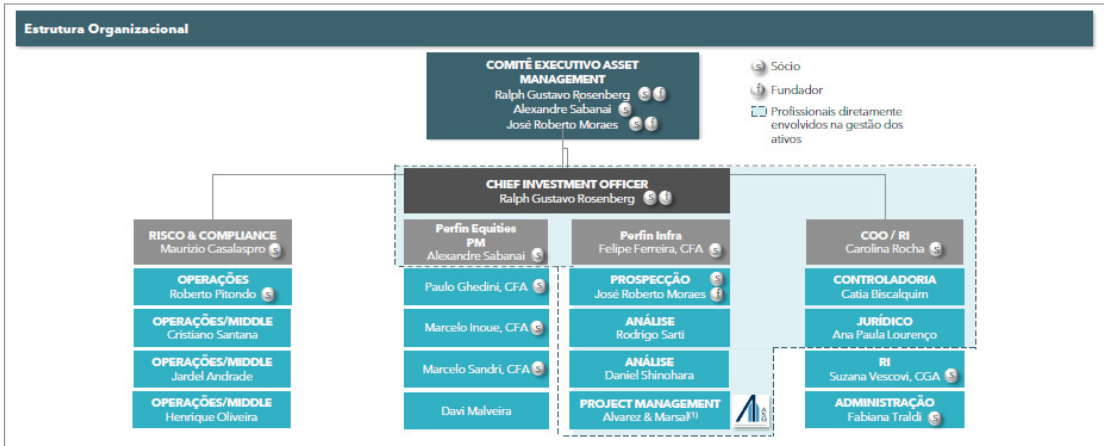 Estrutura Organizacional
COMITÊ EXECUTIVO ASSET
MANAGEMENT
Ralph Gustavo Rosenberg s f
Alexandre Sabanai s
José Roberto Moraes s f
s Sócio
f Fundador
Profissionais diretamente
envolvidos na gestão dos
ativos
CHIEF INVESTMENT OFFICER
Ralph Gustavo Rosenberg s f
RISCO & COMPLIANCE
Maurizio Casalaspro s
OPERAÇÕES
Roberto Pitondo s
OPERAÇÕES/MIDDLE
Cristiano Santana
OPERAÇÕES/MIDDLE
Jardel Andrade
OPERAÇÕES/MIDDLE
Henrique Oliveira
Perfin Equities
PM
Alexandre Sabanai s
Paulo Ghedini, CFA s
Marcelo Inoue, CFA s
Marcelo Sandri, CFA s
Davi Malveira
Perfin Infra
Felipe Ferreira, CFA s
PROSPECÇÃO s
José Roberto Moraes f
ANÁLISE
Rodrigo Sarti
ANÁLISE
Daniel Shinohara
PROJECT MANAGEMENT
Alvarez & Marsal(1)
COO / RI
Carolina Rocha s
CONTROLADORIA
Catia Biscalquim
JURÍDICO
Ana Paula Lourenço
RI
Suzana Vescovi, CGA s
ADMINISTRAÇÃO
Fabiana Traldi s